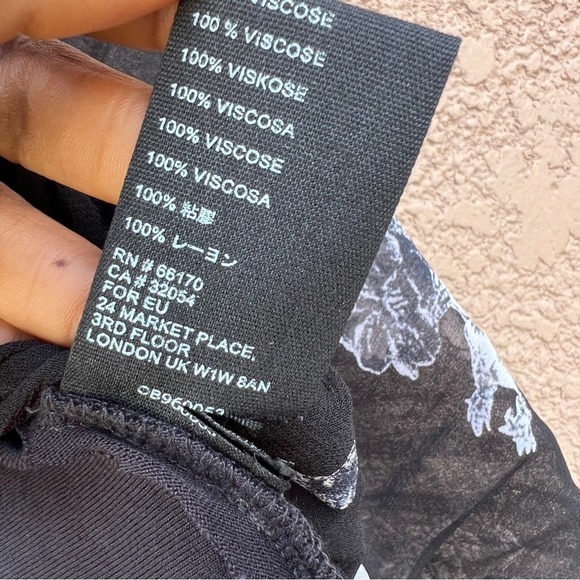 VISCOSE
100 % VISCOSE
100% VISKOSE
100% VISCOSA
100% VISCOSE
100% VISCOSA
100% 粘膠
100% レーヨン
RN # 66170
CA # 32054
FOR EU
24 MARKET PLACE,
3RD FLOOR
LONDON UK W1W 8AN